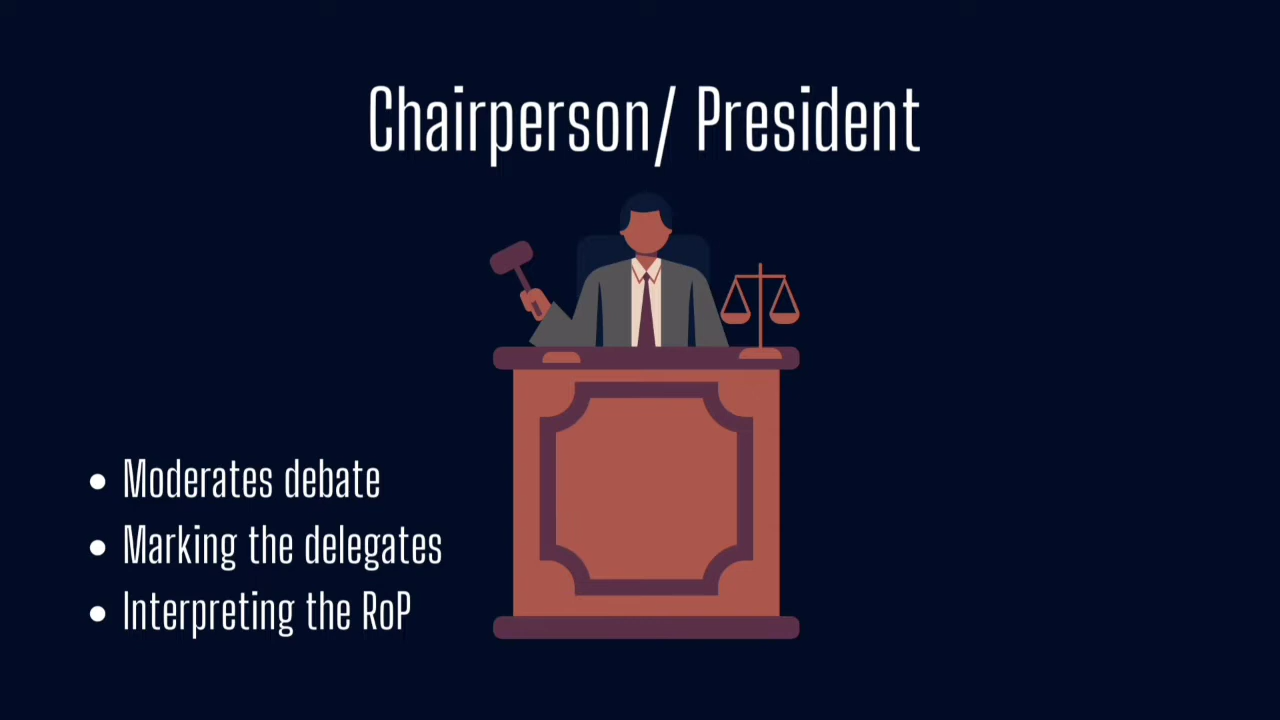 Chairperson/ President
• Moderates debate
• Marking the delegates
• Interpreting the RoP